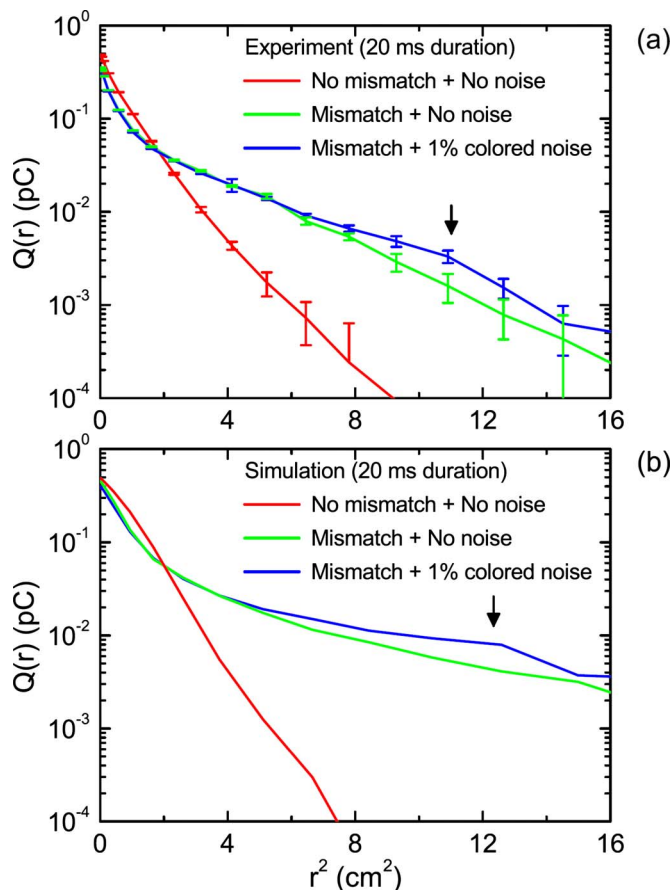 (a)
Experiment (20 ms duration)
No mismatch + No noise
Mismatch + No noise
Mismatch + 1% colored noise
Q(r) (pC)
10^0
10^-1
10^-2
10^-3
10^-4
0 4 8 12 16
(b)
Simulation (20 ms duration)
No mismatch + No noise
Mismatch + No noise
Mismatch + 1% colored noise
Q(r) (pC)
10^0
10^-1
10^-2
10^-3
10^-4
0 4 8 12 16
r^2 (cm^2)